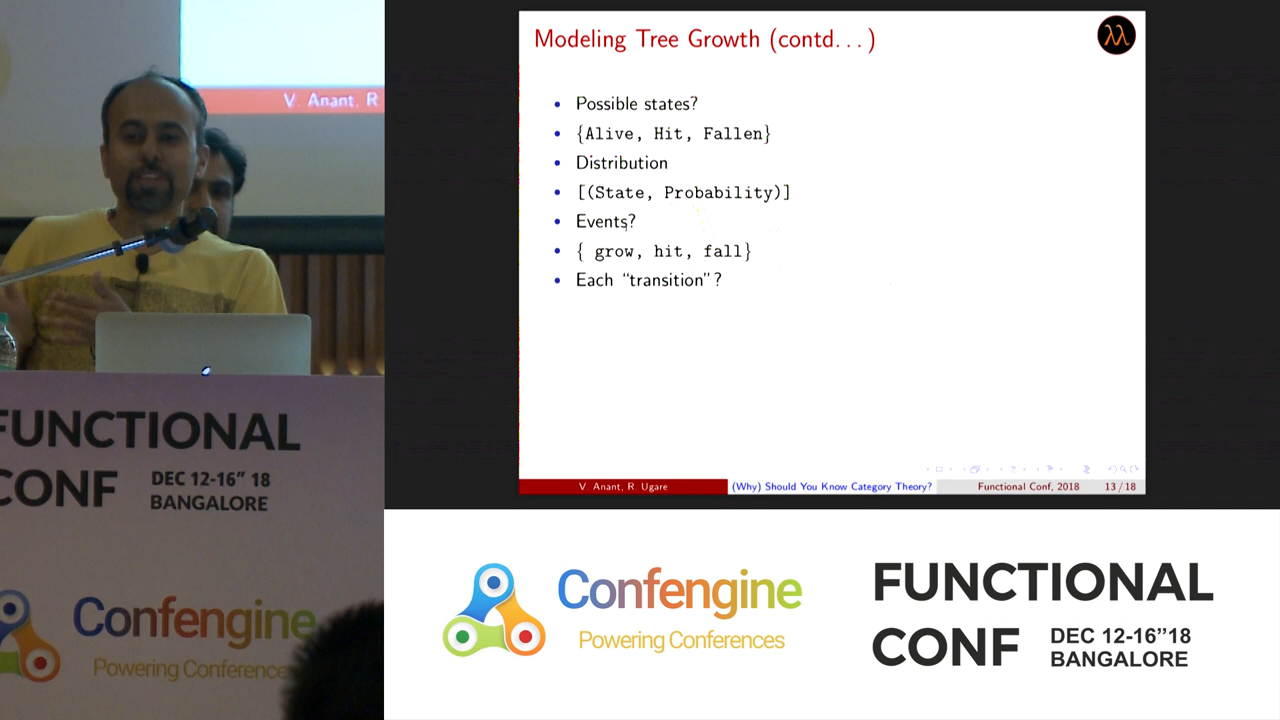 V. Anant, R
FUNCTIONAL
CONF DEC 12-16" 18
BANGALORE
Confengine
Powering Conferences
Modeling Tree Growth (contd...)
λλ
• Possible states?
• {Alive, Hit, Fallen}
• Distribution
• [(State, Probability)]
• Events?
• { grow, hit, fall}
• Each “transition”?
V. Anant, R. Ugare (Why) Should You Know Category Theory? Functional Conf, 2018 13 / 18
Confengine
Powering Conferences
FUNCTIONAL
CONF DEC 12-16"18
BANGALORE